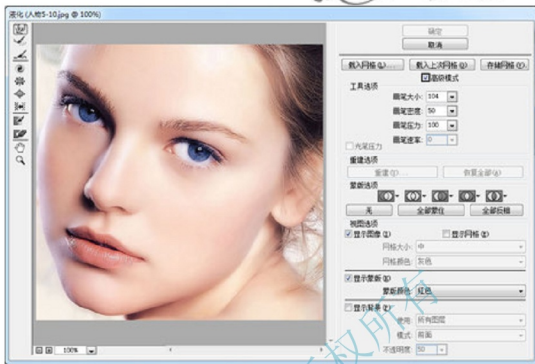 液化 (人物5-10.jpg @ 100%)
确定
取消
载入网格(L)... 载入上次网格(O) 存储网格(V)...
高级模式
工具选项
画笔大小: 104
画笔密度: 50
画笔压力: 100
画笔速率: 0
光笔压力
重建选项
重建(O)... 恢复全部(A)
蒙版选项
无 全部蒙住 全部反相
视图选项
显示图像(I) 显示网格(E)
网格大小: 中
网格颜色: 灰色
显示蒙版(K)
蒙版颜色: 红色
显示背景(P)
使用: 所有图层
模式: 前面
不透明度: 50
100%
版权所有